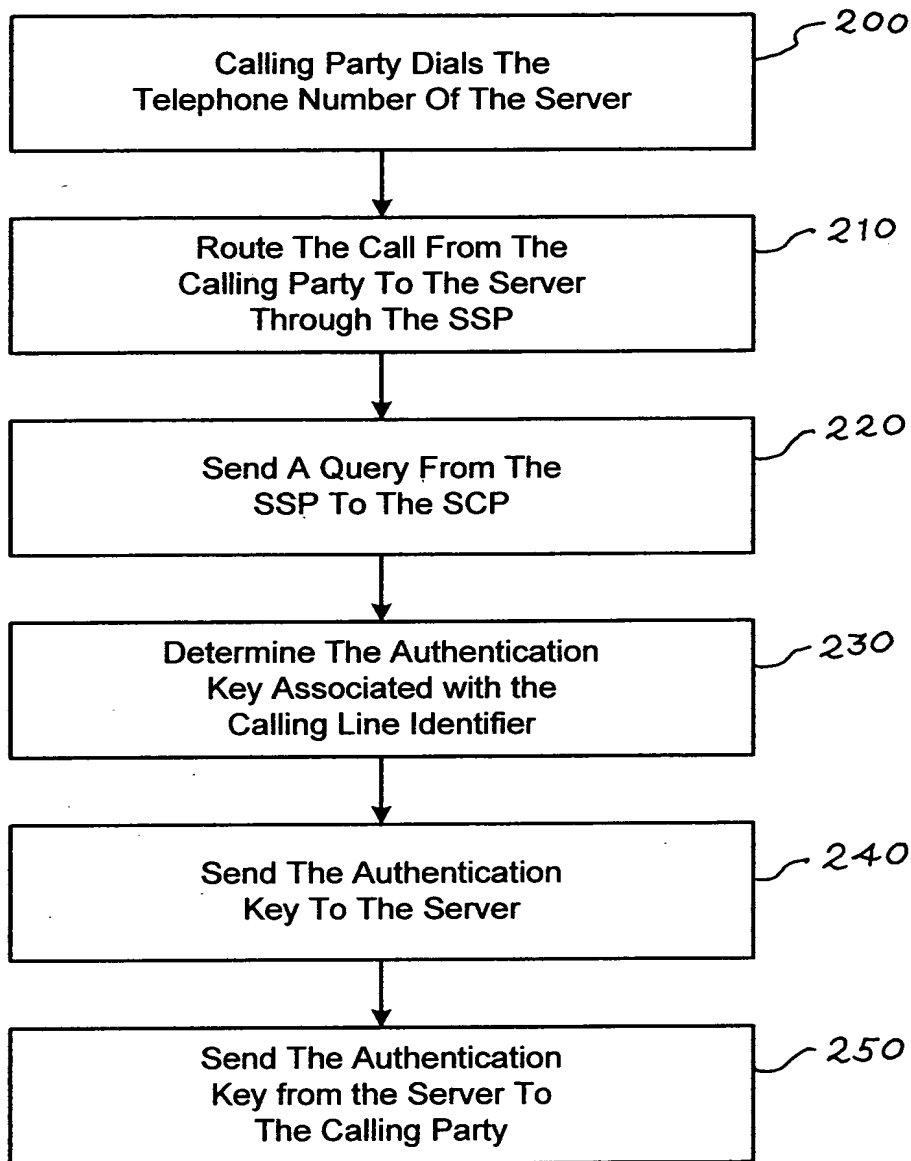 200
Calling Party Dials The
Telephone Number Of The Server
210
Route The Call From The
Calling Party To The Server
Through The SSP
220
Send A Query From The
SSP To The SCP
230
Determine The Authentication
Key Associated with the
Calling Line Identifier
240
Send The Authentication
Key To The Server
250
Send The Authentication
Key from the Server To
The Calling Party